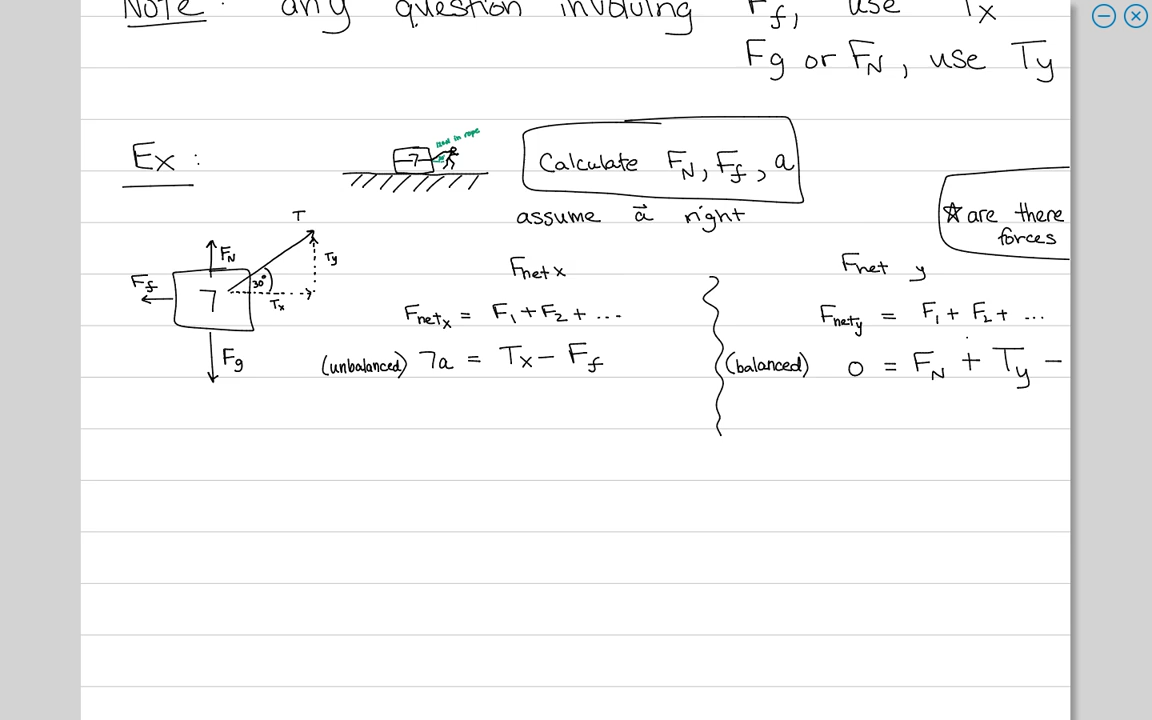 Note: any question involving Ff, use Tx
Fg or FN, use Ty
Ex:
7
Calculate FN, Ff, a
assume a⃗ right
☆ are there
forces
T
FN
Ty
Ff
30°
7
Tx
Fg
Fnet x
Fnetx = F1 + F2 + ...
(unbalanced) 7a = Tx − Ff
Fnet y
Fnety = F1 + F2 + ...
(balanced) 0 = FN + Ty −